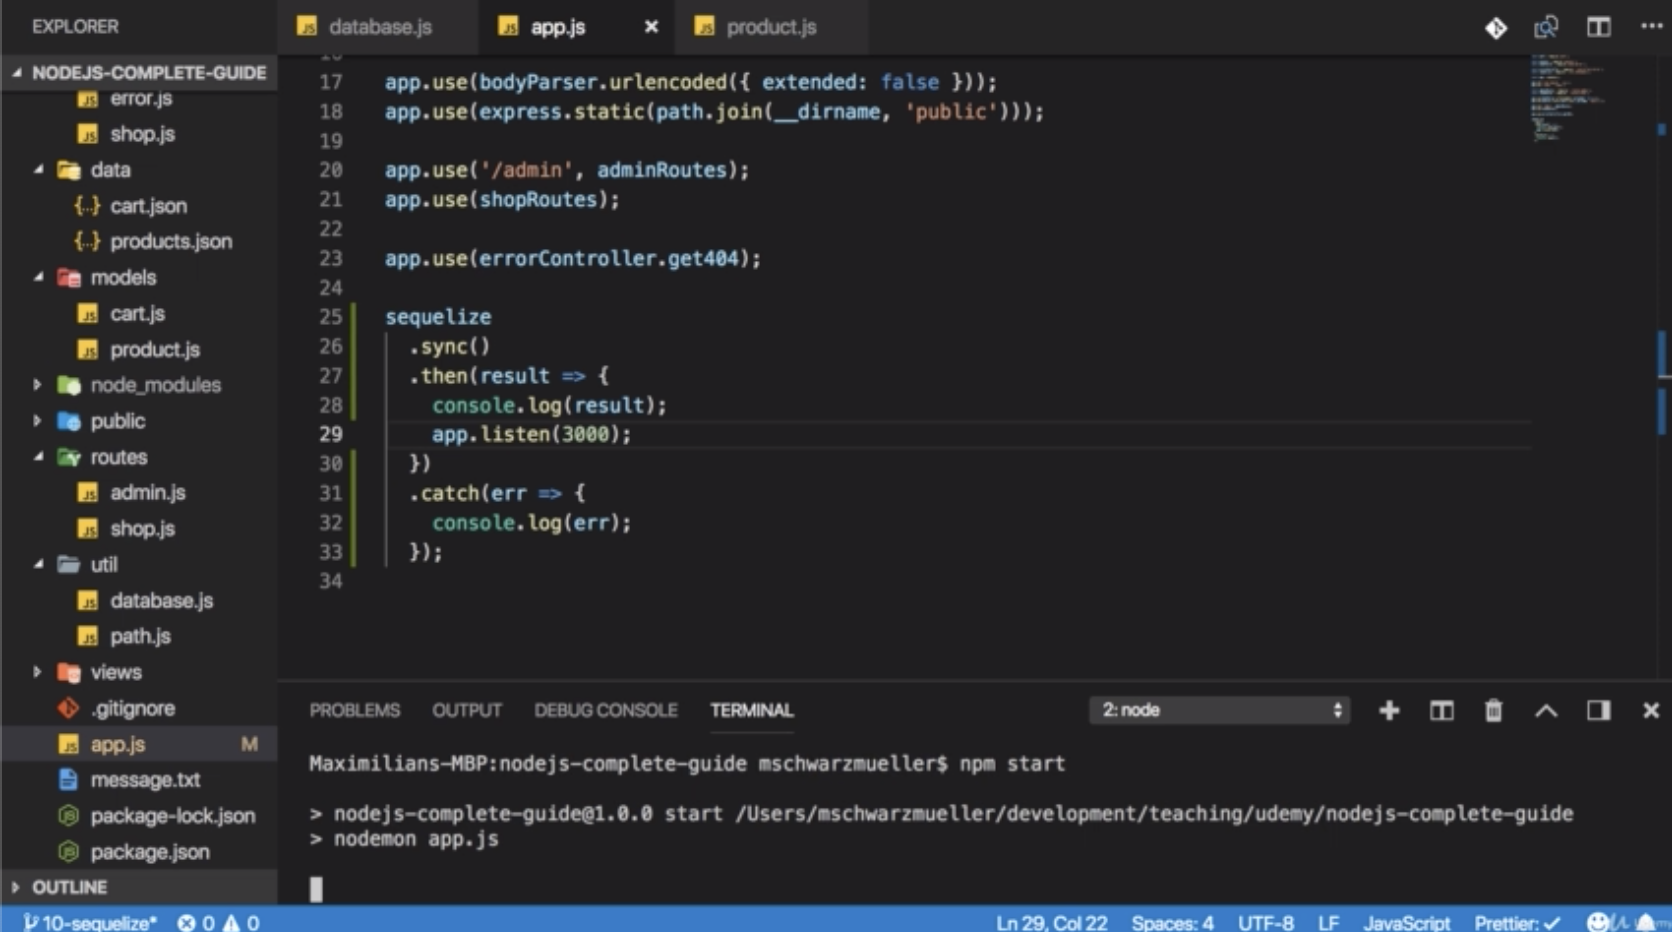 EXPLORER
NODEJS-COMPLETE-GUIDE
error.js
shop.js
data
{..} cart.json
{..} products.json
models
cart.js
product.js
node_modules
public
routes
admin.js
shop.js
util
database.js
path.js
views
.gitignore
app.js M
message.txt
package-lock.json
package.json
OUTLINE
JS database.js
JS app.js ×
JS product.js
16
17 app.use(bodyParser.urlencoded({ extended: false }));
18 app.use(express.static(path.join(__dirname, 'public')));
19
20 app.use('/admin', adminRoutes);
21 app.use(shopRoutes);
22
23 app.use(errorController.get404);
24
25 sequelize
26 .sync()
27 .then(result => {
28 console.log(result);
29 app.listen(3000);
30 })
31 .catch(err => {
32 console.log(err);
33 });
34
PROBLEMS OUTPUT DEBUG CONSOLE TERMINAL 2: node
Maximilians-MBP:nodejs-complete-guide mschwarzmueller$ npm start
> nodejs-complete-guide@1.0.0 start /Users/mschwarzmueller/development/teaching/udemy/nodejs-complete-guide
> nodemon app.js
10-sequelize* 0 0 Ln 29, Col 22 Spaces: 4 UTF-8 LF JavaScript Prettier: ✓